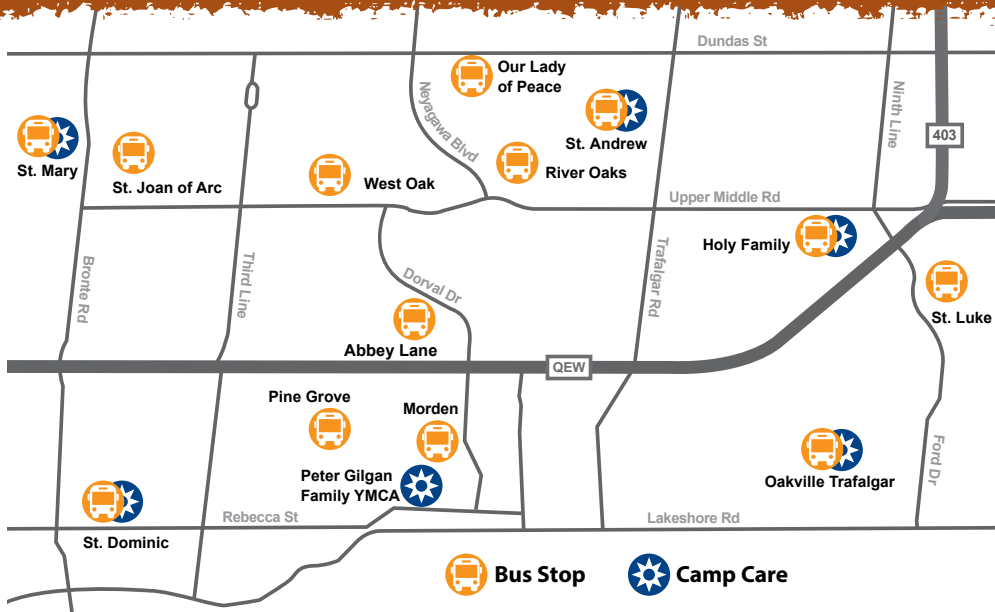 Dundas St
Our Lady
of Peace
Neyagawa Blvd
Ninth Line
403
St. Mary
St. Joan of Arc
West Oak
St. Andrew
River Oaks
Upper Middle Rd
Holy Family
Bronte Rd
Third Line
Dorval Dr
Trafalgar Rd
St. Luke
Abbey Lane
QEW
Pine Grove
Morden
Peter Gilgan
Family YMCA
Oakville Trafalgar
Ford Dr
Rebecca St
Lakeshore Rd
St. Dominic
Bus Stop
Camp Care